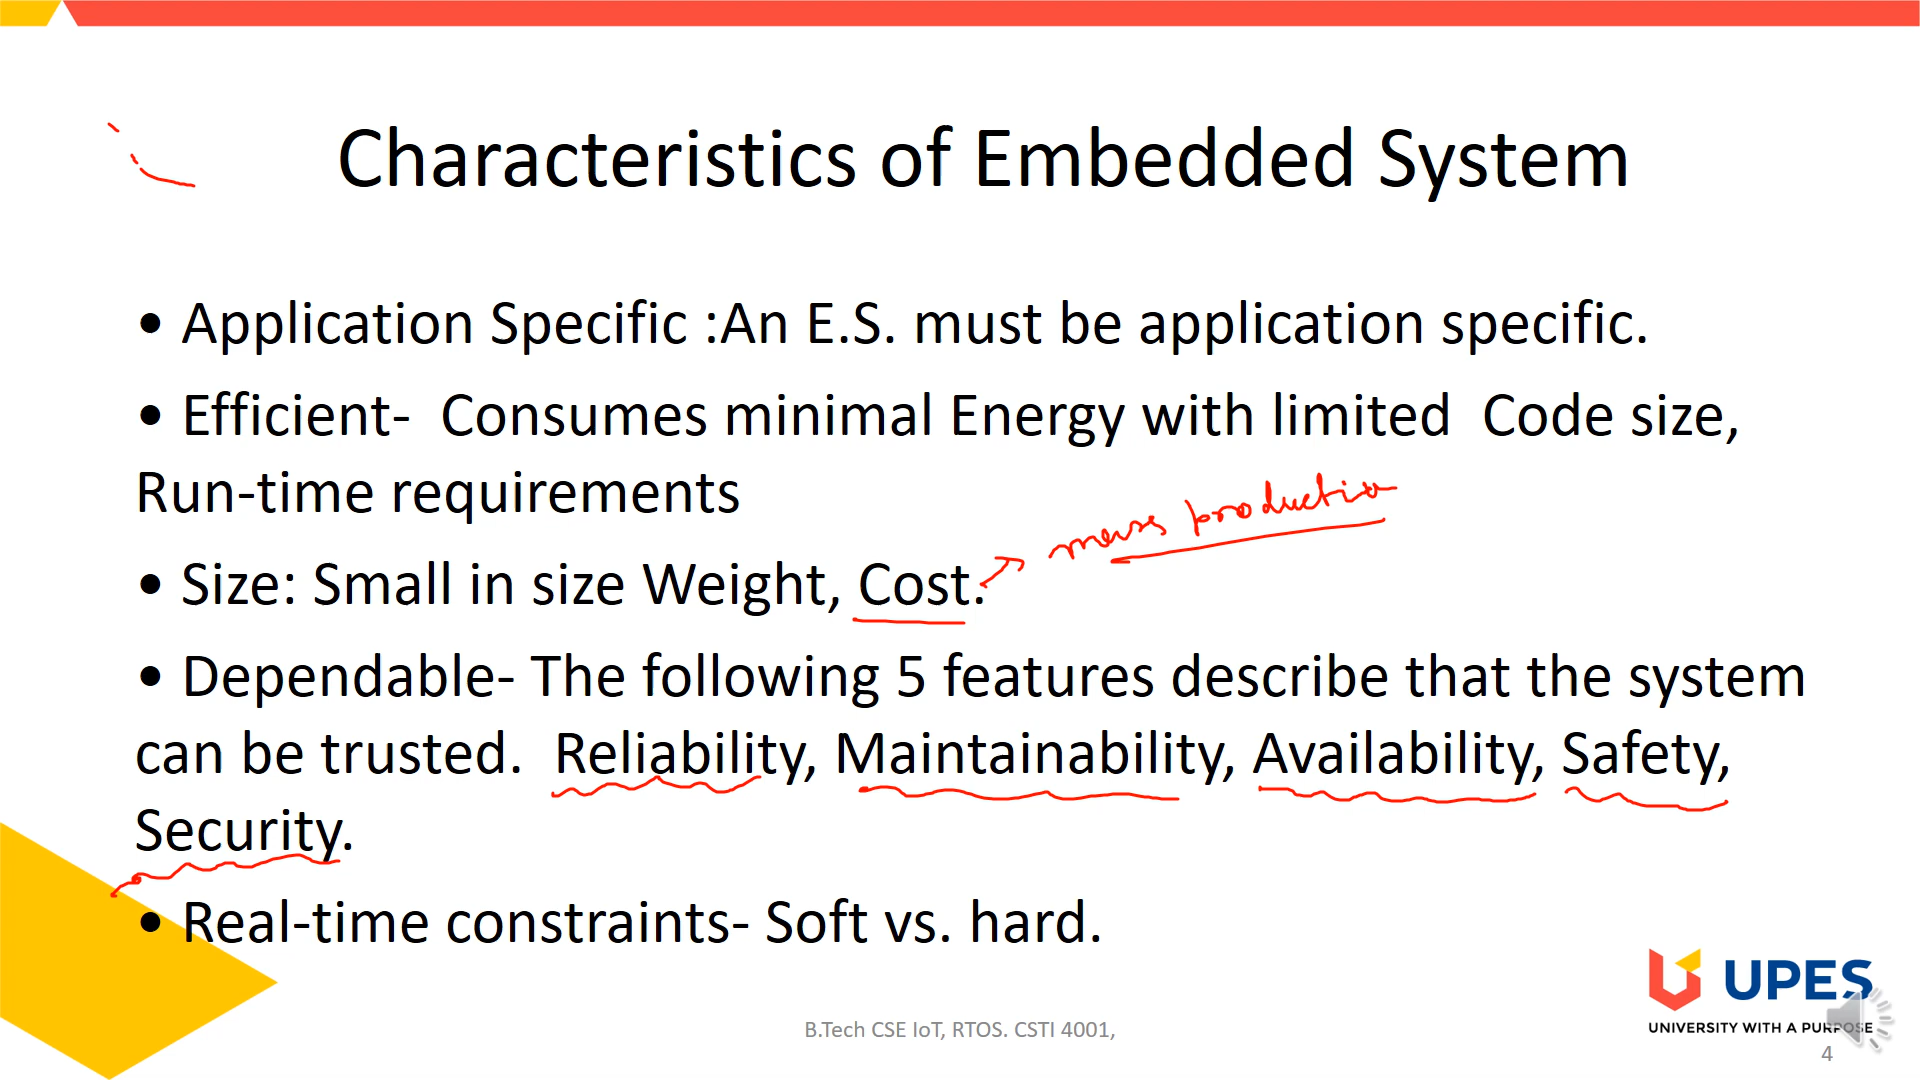 Characteristics of Embedded System
• Application Specific :An E.S. must be application specific.
• Efficient- Consumes minimal Energy with limited Code size,
Run-time requirements
mass production
• Size: Small in size Weight, Cost.
• Dependable- The following 5 features describe that the system
can be trusted. Reliability, Maintainability, Availability, Safety,
Security.
• Real-time constraints- Soft vs. hard.
UPES
UNIVERSITY WITH A PURPOSE
B.Tech CSE IoT, RTOS. CSTI 4001,
4